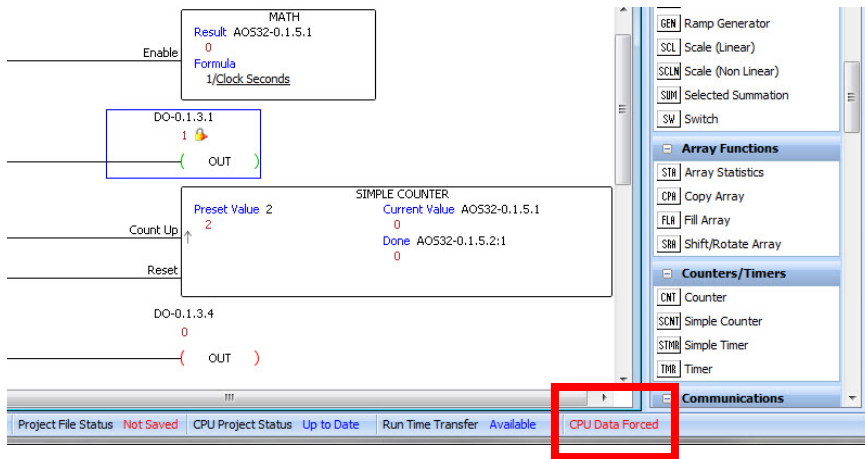 MATH
Result AOS32-0.1.5.1
0
Enable
Formula
1/Clock Seconds
DO-0.1.3.1
1
( OUT )
SIMPLE COUNTER
Preset Value 2 Current Value AOS32-0.1.5.1
2 0
Count Up
Done AOS32-0.1.5.2:1
0
Reset
DO-0.1.3.4
0
( OUT )
GEN Ramp Generator
SCL Scale (Linear)
SCLN Scale (Non Linear)
SUM Selected Summation
SW Switch
Array Functions
STA Array Statistics
CPA Copy Array
FLA Fill Array
SRA Shift/Rotate Array
Counters/Timers
CNT Counter
SCNT Simple Counter
STMR Simple Timer
TMR Timer
Communications
Project File Status Not Saved CPU Project Status Up to Date Run Time Transfer Available CPU Data Forced